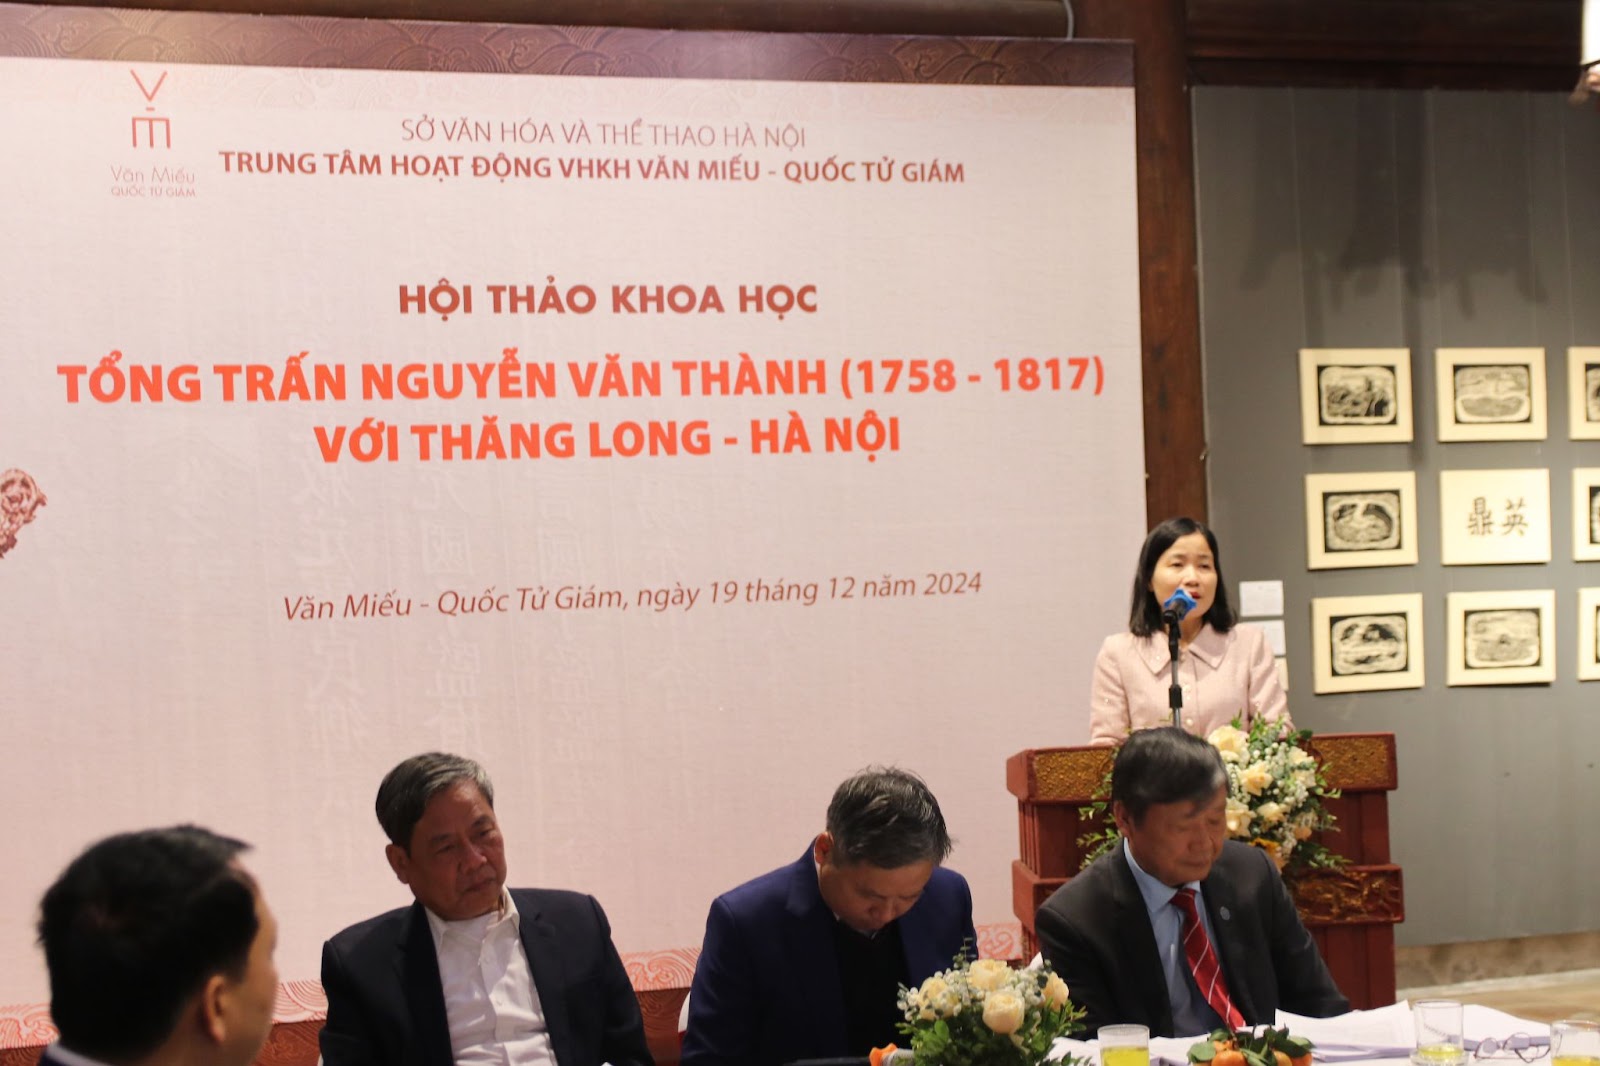 Văn Miếu
QUỐC TỬ GIÁM
SỞ VĂN HÓA VÀ THỂ THAO HÀ NỘI
TRUNG TÂM HOẠT ĐỘNG VHKH VĂN MIẾU - QUỐC TỬ GIÁM
HỘI THẢO KHOA HỌC
TỔNG TRẤN NGUYỄN VĂN THÀNH (1758 - 1817)
VỚI THĂNG LONG - HÀ NỘI
Văn Miếu - Quốc Tử Giám, ngày 19 tháng 12 năm 2024
鼎英